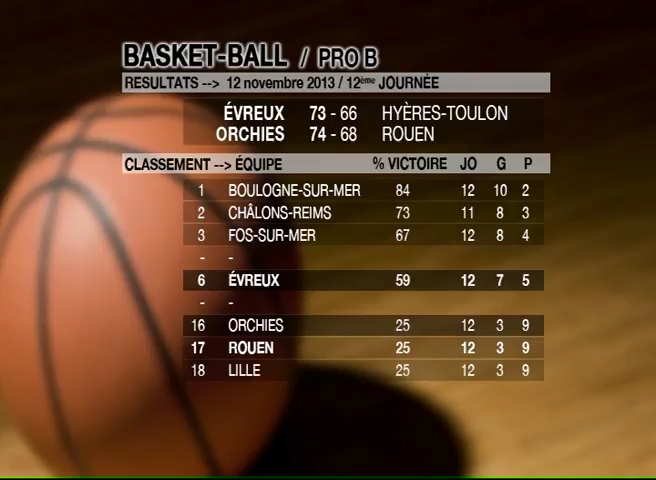 BASKET-BALL / PRO B
RESULTATS --> 12 novembre 2013 / 12ème JOURNÉE
ÉVREUX 73 - 66 HYÈRES-TOULON
ORCHIES 74 - 68 ROUEN
CLASSEMENT --> ÉQUIPE % VICTOIRE JO G P
1 BOULOGNE-SUR-MER 84 12 10 2
2 CHÂLONS-REIMS 73 11 8 3
3 FOS-SUR-MER 67 12 8 4
- -
6 ÉVREUX 59 12 7 5
- -
16 ORCHIES 25 12 3 9
17 ROUEN 25 12 3 9
18 LILLE 25 12 3 9